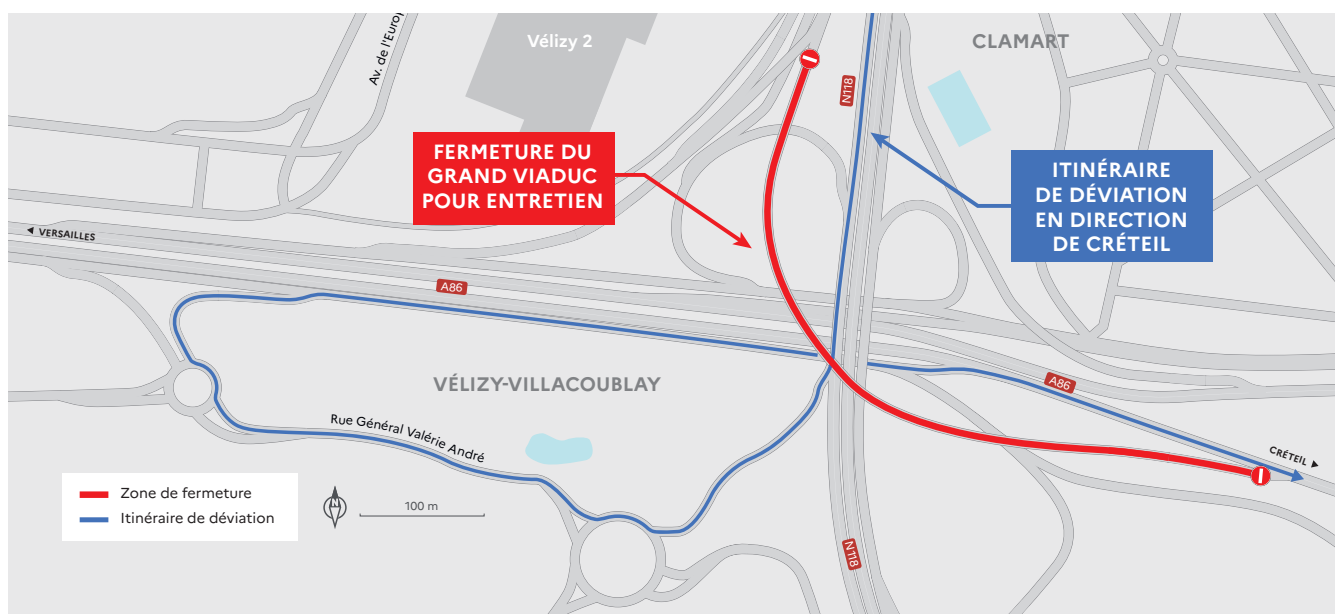 Av. de l'Europ
Vélizy 2
CLAMART
N118
FERMETURE DU
GRAND VIADUC
POUR ENTRETIEN
ITINÉRAIRE
DE DÉVIATION
EN DIRECTION
DE CRÉTEIL
VERSAILLES
A86
VÉLIZY-VILLACOUBLAY
A86
Rue Général Valérie André
CRÉTEIL
Zone de fermeture
Itinéraire de déviation
N
100 m
N118